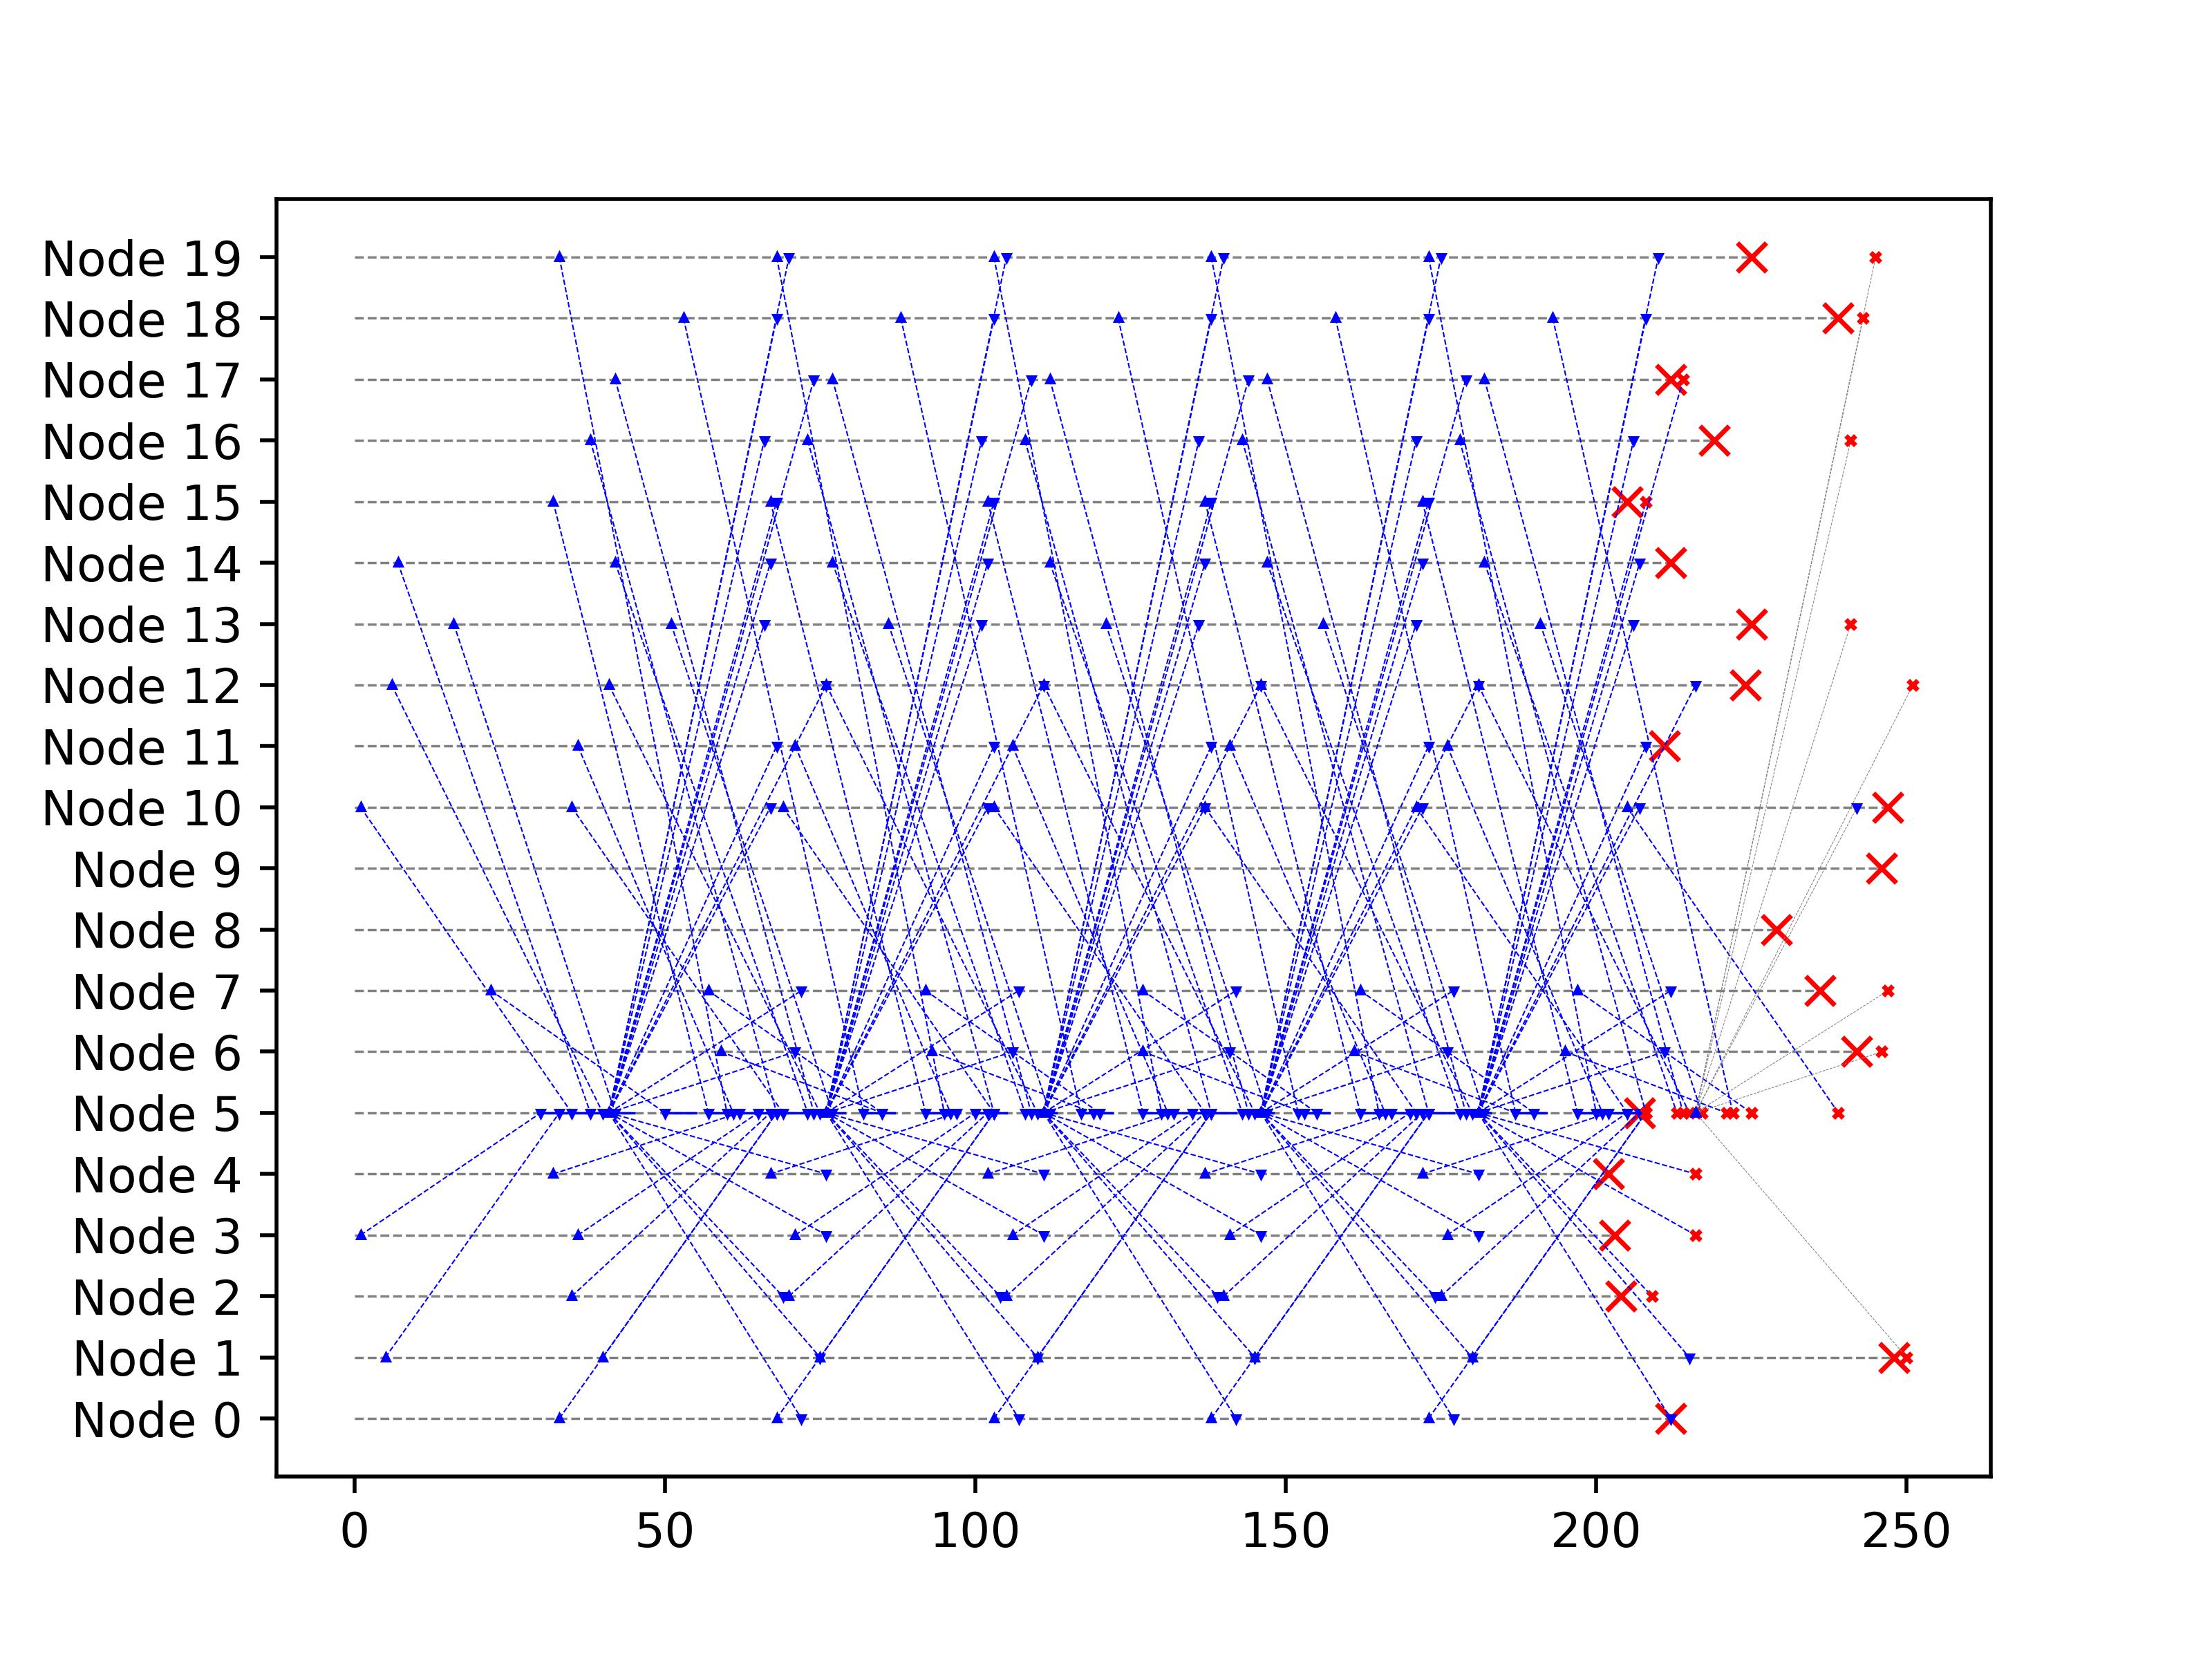 Node 19
Node 18
Node 17
Node 16
Node 15
Node 14
Node 13
Node 12
Node 11
Node 10
Node 9
Node 8
Node 7
Node 6
Node 5
Node 4
Node 3
Node 2
Node 1
Node 0
0 50 100 150 200 250